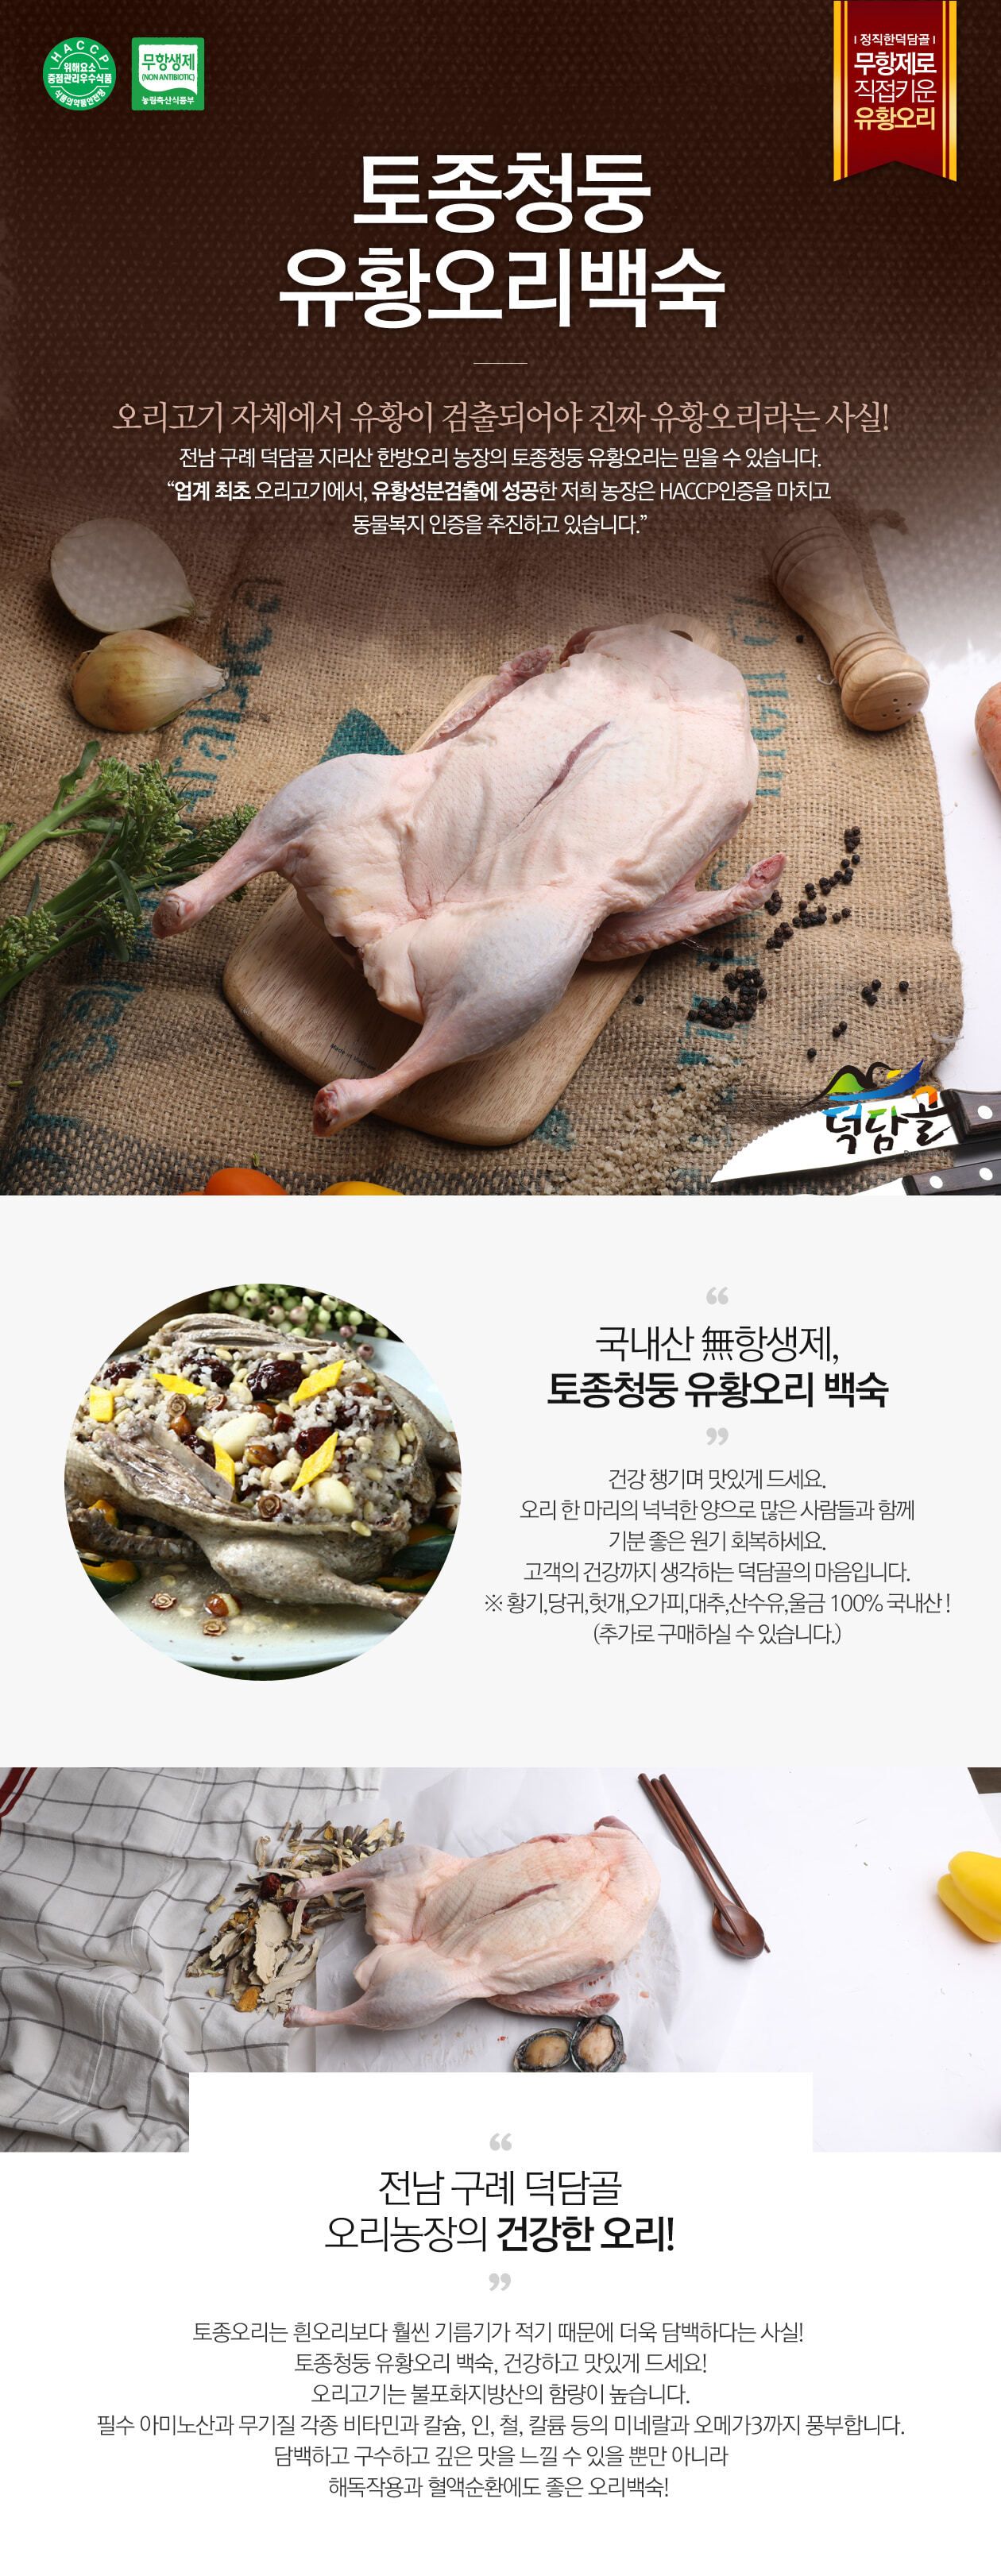 HACCP
위해요소
중점관리우수식품
식품의약품안전청
무항생제
(NON ANTIBIOTIC)
농림축산식품부
정직한덕담골
무항제로
직접키운
유황오리
토종청둥
유황오리백숙
오리고기 자체에서 유황이 검출되어야 진짜 유황오리라는 사실!
전남 구례 덕담골 지리산 한방오리 농장의 토종청둥 유황오리는 믿을 수 있습니다.
“업계 최초 오리고기에서, 유황성분검출에 성공한 저희 농장은 HACCP인증을 마치고
동물복지 인증을 추진하고 있습니다.”
덕담골
“
국내산 無항생제,
토종청둥 유황오리 백숙
”
건강 챙기며 맛있게 드세요.
오리 한 마리의 넉넉한 양으로 많은 사람들과 함께
기분 좋은 원기 회복하세요.
고객의 건강까지 생각하는 덕담골의 마음입니다.
※ 황기,당귀,헛개,오가피,대추,산수유,울금 100% 국내산 !
(추가로 구매하실 수 있습니다.)
“
전남 구례 덕담골
오리농장의 건강한 오리!
”
토종오리는 흰오리보다 훨씬 기름기가 적기 때문에 더욱 담백하다는 사실!
토종청둥 유황오리 백숙, 건강하고 맛있게 드세요!
오리고기는 불포화지방산의 함량이 높습니다.
필수 아미노산과 무기질 각종 비타민과 칼슘, 인, 철, 칼륨 등의 미네랄과 오메가3까지 풍부합니다.
담백하고 구수하고 깊은 맛을 느낄 수 있을 뿐만 아니라
해독작용과 혈액순환에도 좋은 오리백숙!